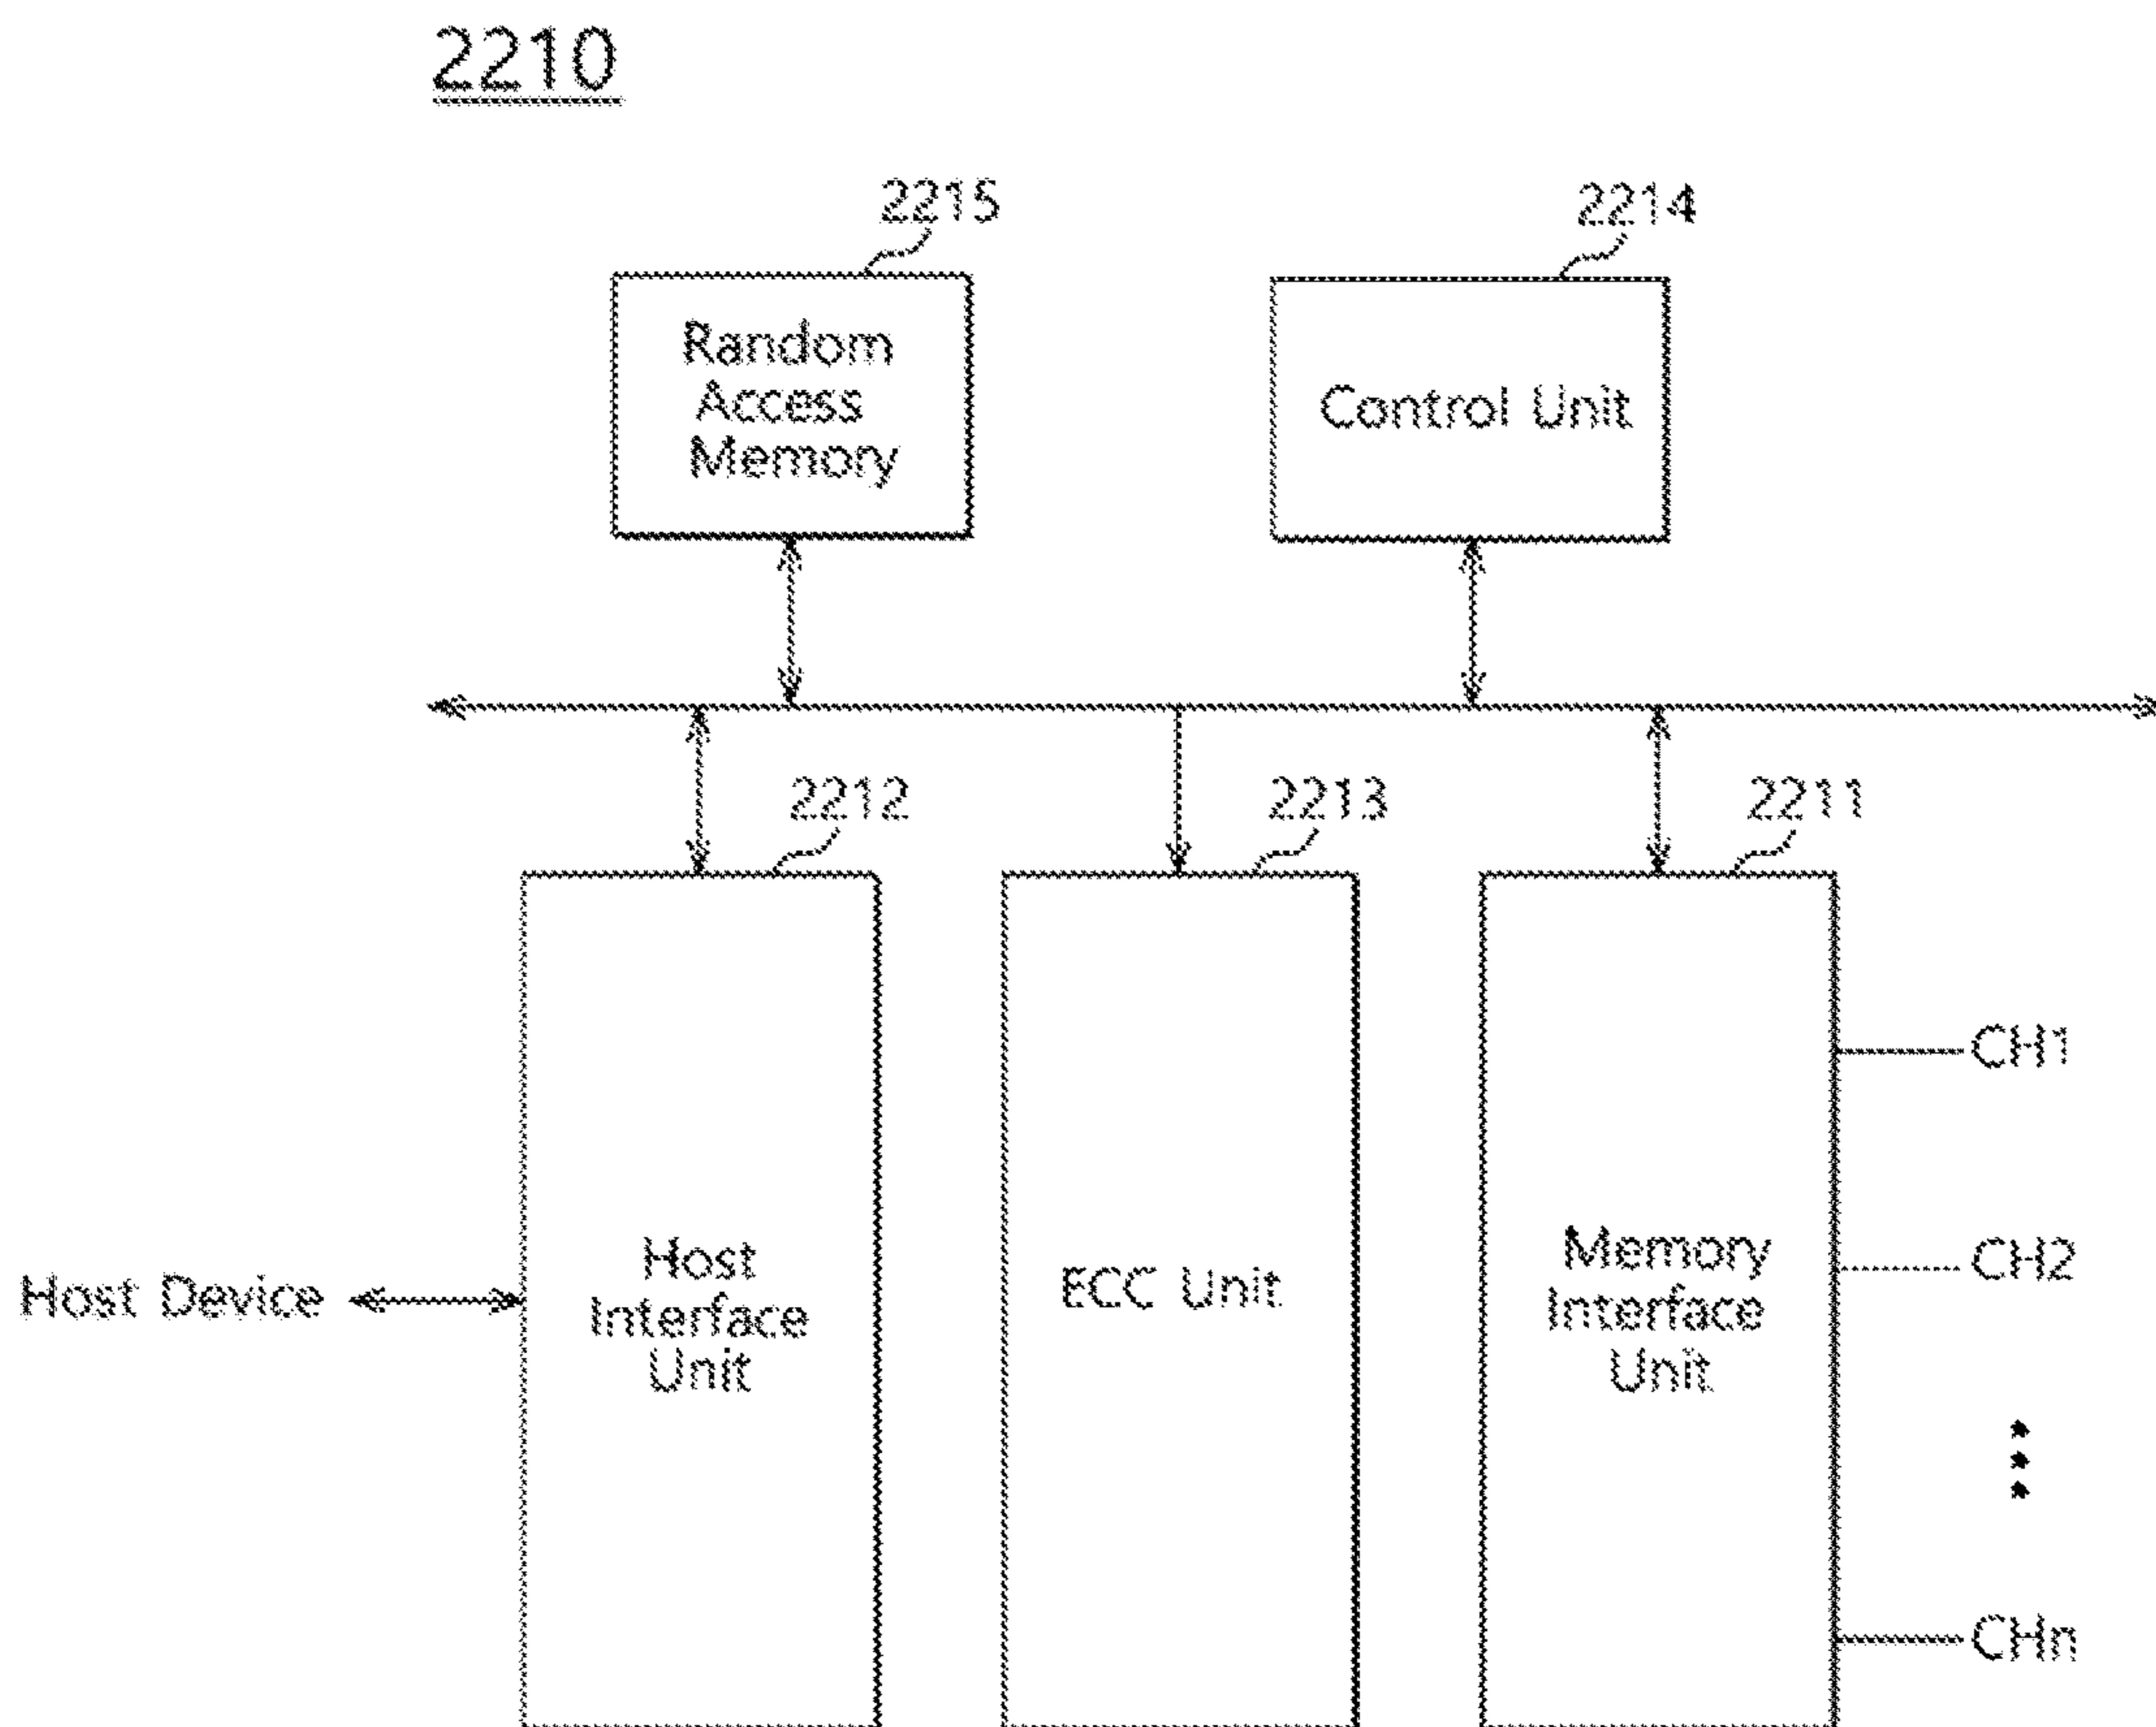 2210
2215
2214
Random
Access
Memory
Control Unit
2212
2213
2211
Host Device
Host
Interface
Unit
ECC Unit
Memory
Interface
Unit
CH1
CH2
CHn